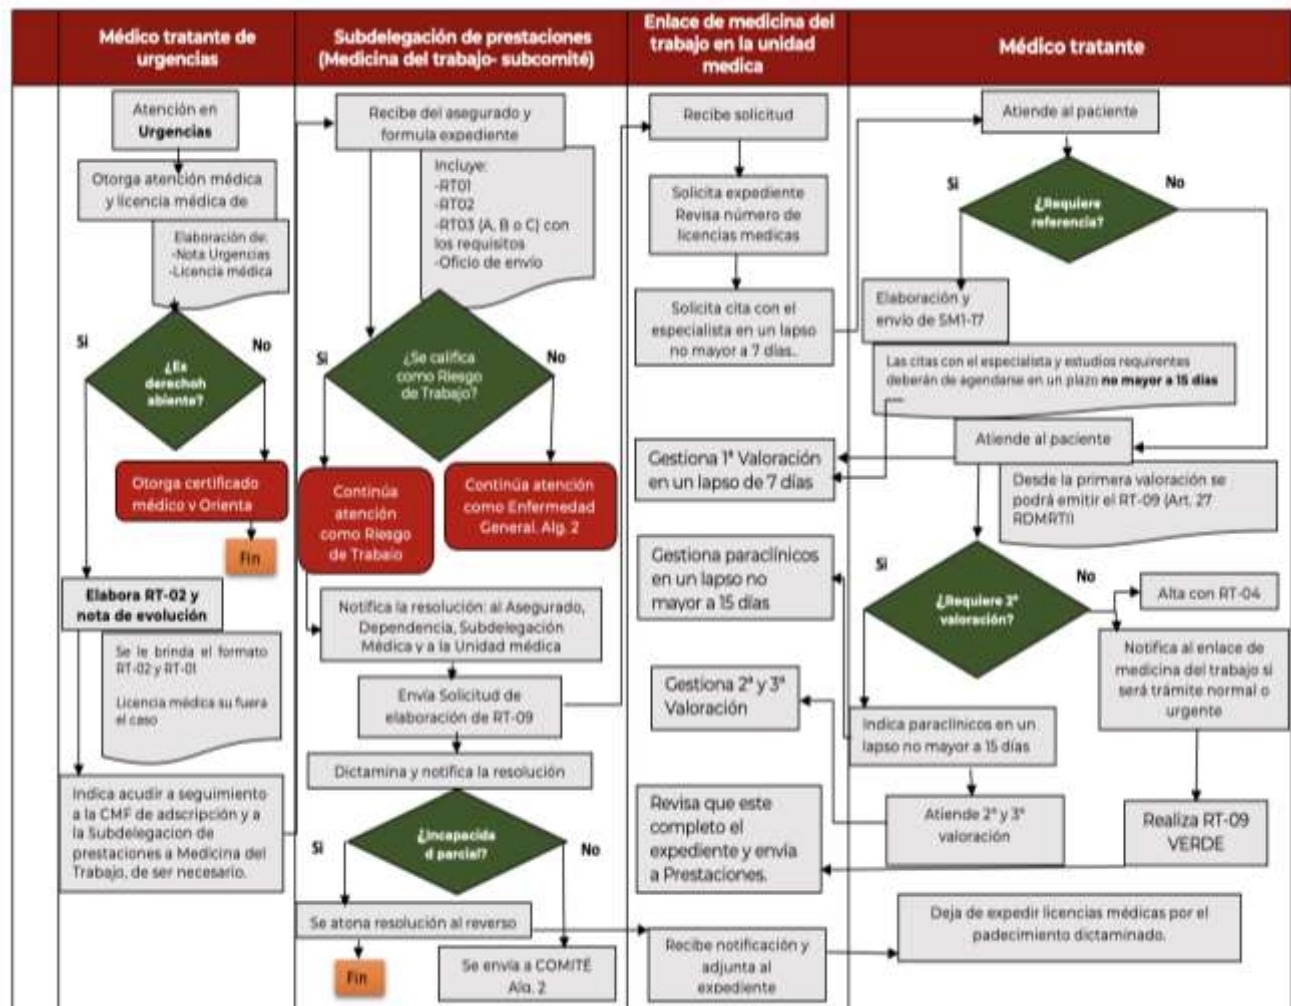 Médico tratante de
urgencias
Subdelegación de prestaciones
(Medicina del trabajo- subcomité)
Enlace de medicina del
trabajo en la unidad
medica
Médico tratante
Atención en
Urgencias
Otorga atención médica
y licencia médica de
Elaboración de:
-Nota Urgencias
-Licencia médica
Si
No
¿Es
derechoh
abiente?
Otorga certificado
médico y Orienta
Fin
Elabora RT-02 y
nota de evolución
Se le brinda el formato
RT-02 y RT-01
Licencia médica su fuera
el caso
Indica acudir a seguimiento
a la CMF de adscripción y a
la Subdelegacion de
prestaciones a Medicina del
Trabajo, de ser necesario.
Recibe del asegurado y
formula expediente
Incluye:
-RT01
-RT02
-RT03 (A, B o C) con
los requisitos
-Oficio de envío
Si
No
¿Se califica
como Riesgo
de Trabajo?
Continúa
atención
como Riesgo
de Trabajo
Continúa atención
como Enfermedad
General, Alg. 2
Notifica la resolución: al Asegurado,
Dependencia, Subdelegación
Médica y a la Unidad médica
Envía Solicitud de
elaboración de RT-09
Dictamina y notifica la resolución
Si
No
¿Incapacida
d parcial?
Se atona resolución al reverso
Fin
Se envía a COMITÉ
Alg. 2
Recibe solicitud
Solicita expediente
Revisa número de
licencias medicas
Solicita cita con el
especialista en un lapso
no mayor a 7 días..
Gestiona 1ª Valoración
en un lapso de 7 días
Gestiona paraclínicos
en un lapso no
mayor a 15 días
Gestiona 2ª y 3ª
Valoración
Revisa que este
completo el
expediente y envía
a Prestaciones.
Recibe notificación y
adjunta al
expediente
Atiende al paciente
Si
No
¿Requiere
referencia?
Elaboración y
envío de SM1-17
Las citas con el especialista y estudios requirentes
deberán de agendarse en un plazo no mayor a 15 días
Atiende al paciente
Desde la primera valoración se
podrá emitir el RT-09 (Art. 27
RDMRTI)
Si
No
¿Requiere 2ª
valoración?
Alta con RT-04
Notifica al enlace de
medicina del trabajo si
será trámite normal o
urgente
Indica paraclínicos en un
lapso no mayor a 15 días
Atiende 2ª y 3ª
valoración
Realiza RT-09
VERDE
Deja de expedir licencias médicas por el
padecimiento dictaminado.